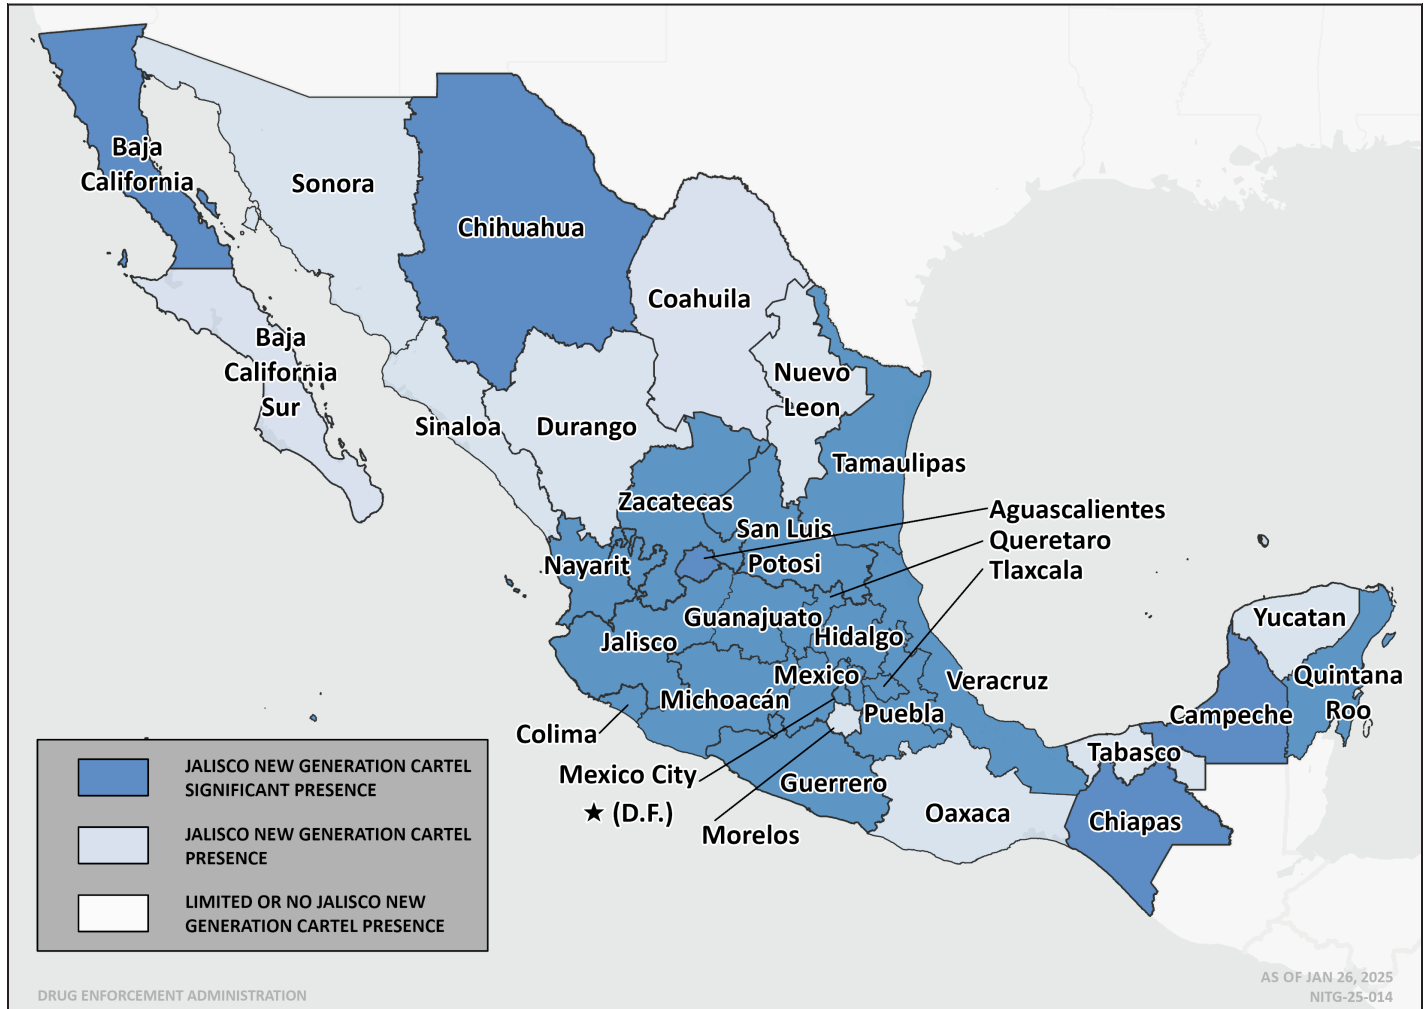 Baja
California
Sonora
Chihuahua
Coahuila
Baja
California
Sur
Nuevo
Leon
Sinaloa
Durango
Tamaulipas
Zacatecas
Aguascalientes
San Luis
Potosi
Queretaro
Nayarit
Tlaxcala
Guanajuato
Hidalgo
Yucatan
Jalisco
Mexico
Veracruz
Quintana
Roo
Michoacán
Puebla
Campeche
Colima
Tabasco
Mexico City
★ (D.F.)
Guerrero
Oaxaca
Chiapas
Morelos
JALISCO NEW GENERATION CARTEL
SIGNIFICANT PRESENCE
JALISCO NEW GENERATION CARTEL
PRESENCE
LIMITED OR NO JALISCO NEW
GENERATION CARTEL PRESENCE
DRUG ENFORCEMENT ADMINISTRATION
AS OF JAN 26, 2025
NITG-25-014